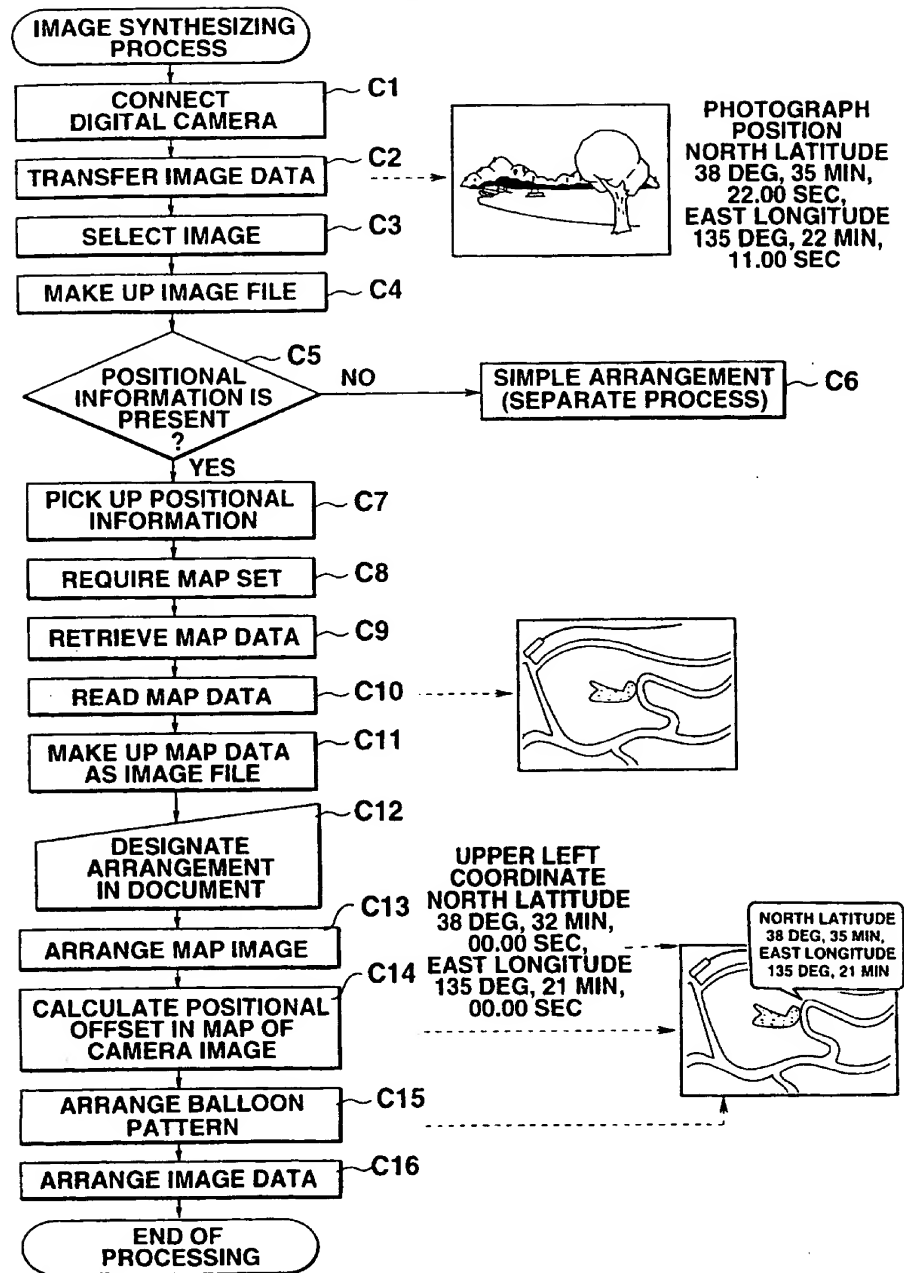 IMAGE SYNTHESIZING
PROCESS
C1
CONNECT
DIGITAL CAMERA
C2
TRANSFER IMAGE DATA
PHOTOGRAPH
POSITION
NORTH LATITUDE
38 DEG, 35 MIN,
22.00 SEC,
EAST LONGITUDE
135 DEG, 22 MIN,
11.00 SEC
C3
SELECT IMAGE
C4
MAKE UP IMAGE FILE
C5
POSITIONAL
INFORMATION IS
PRESENT
?
NO
SIMPLE ARRANGEMENT
(SEPARATE PROCESS)
C6
YES
PICK UP POSITIONAL
INFORMATION
C7
REQUIRE MAP SET
C8
RETRIEVE MAP DATA
C9
READ MAP DATA
C10
MAKE UP MAP DATA
AS IMAGE FILE
C11
C12
DESIGNATE
ARRANGEMENT
IN DOCUMENT
C13
ARRANGE MAP IMAGE
UPPER LEFT
COORDINATE
NORTH LATITUDE
38 DEG, 32 MIN,
00.00 SEC,
EAST LONGITUDE
135 DEG, 21 MIN,
00.00 SEC
NORTH LATITUDE
38 DEG, 35 MIN,
EAST LONGITUDE
135 DEG, 21 MIN
C14
CALCULATE POSITIONAL
OFFSET IN MAP OF
CAMERA IMAGE
C15
ARRANGE BALLOON
PATTERN
C16
ARRANGE IMAGE DATA
END OF
PROCESSING